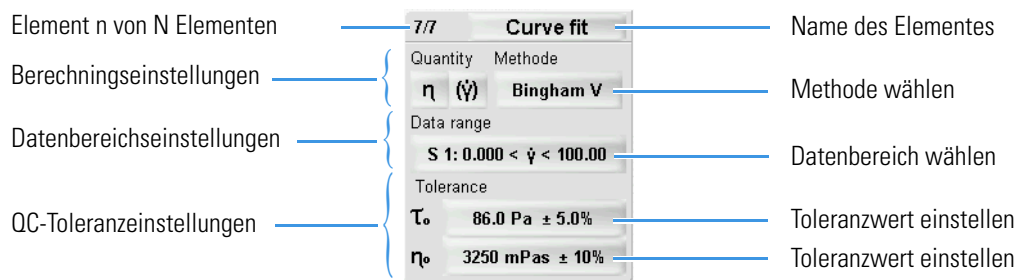 Element n von N Elementen
Berechningseinstellungen
Datenbereichseinstellungen
QC-Toleranzeinstellungen
7/7 Curve fit
Quantity Methode
η (γ̇) Bingham V
Data range
S 1: 0.000 < γ̇ < 100.00
Tolerance
τₒ 86.0 Pa ± 5.0%
ηₒ 3250 mPas ± 10%
Name des Elementes
Methode wählen
Datenbereich wählen
Toleranzwert einstellen
Toleranzwert einstellen